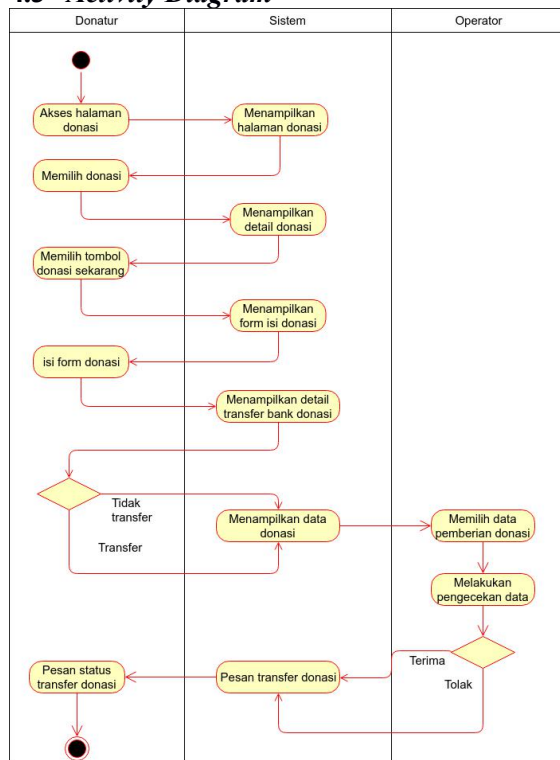 4.3 Activity Diagram
Donatur
Sistem
Operator
Akses halaman
donasi
Menampilkan
halaman donasi
Memilih donasi
Menampilkan
detail donasi
Memilih tombol
donasi sekarang
Menampilkan
form isi donasi
isi form donasi
Menampilkan detail
transfer bank donasi
Tidak
transfer
Transfer
Menampilkan data
donasi
Memilih data
pemberian donasi
Melakukan
pengecekan data
Terima
Tolak
Pesan transfer donasi
Pesan status
transfer donasi